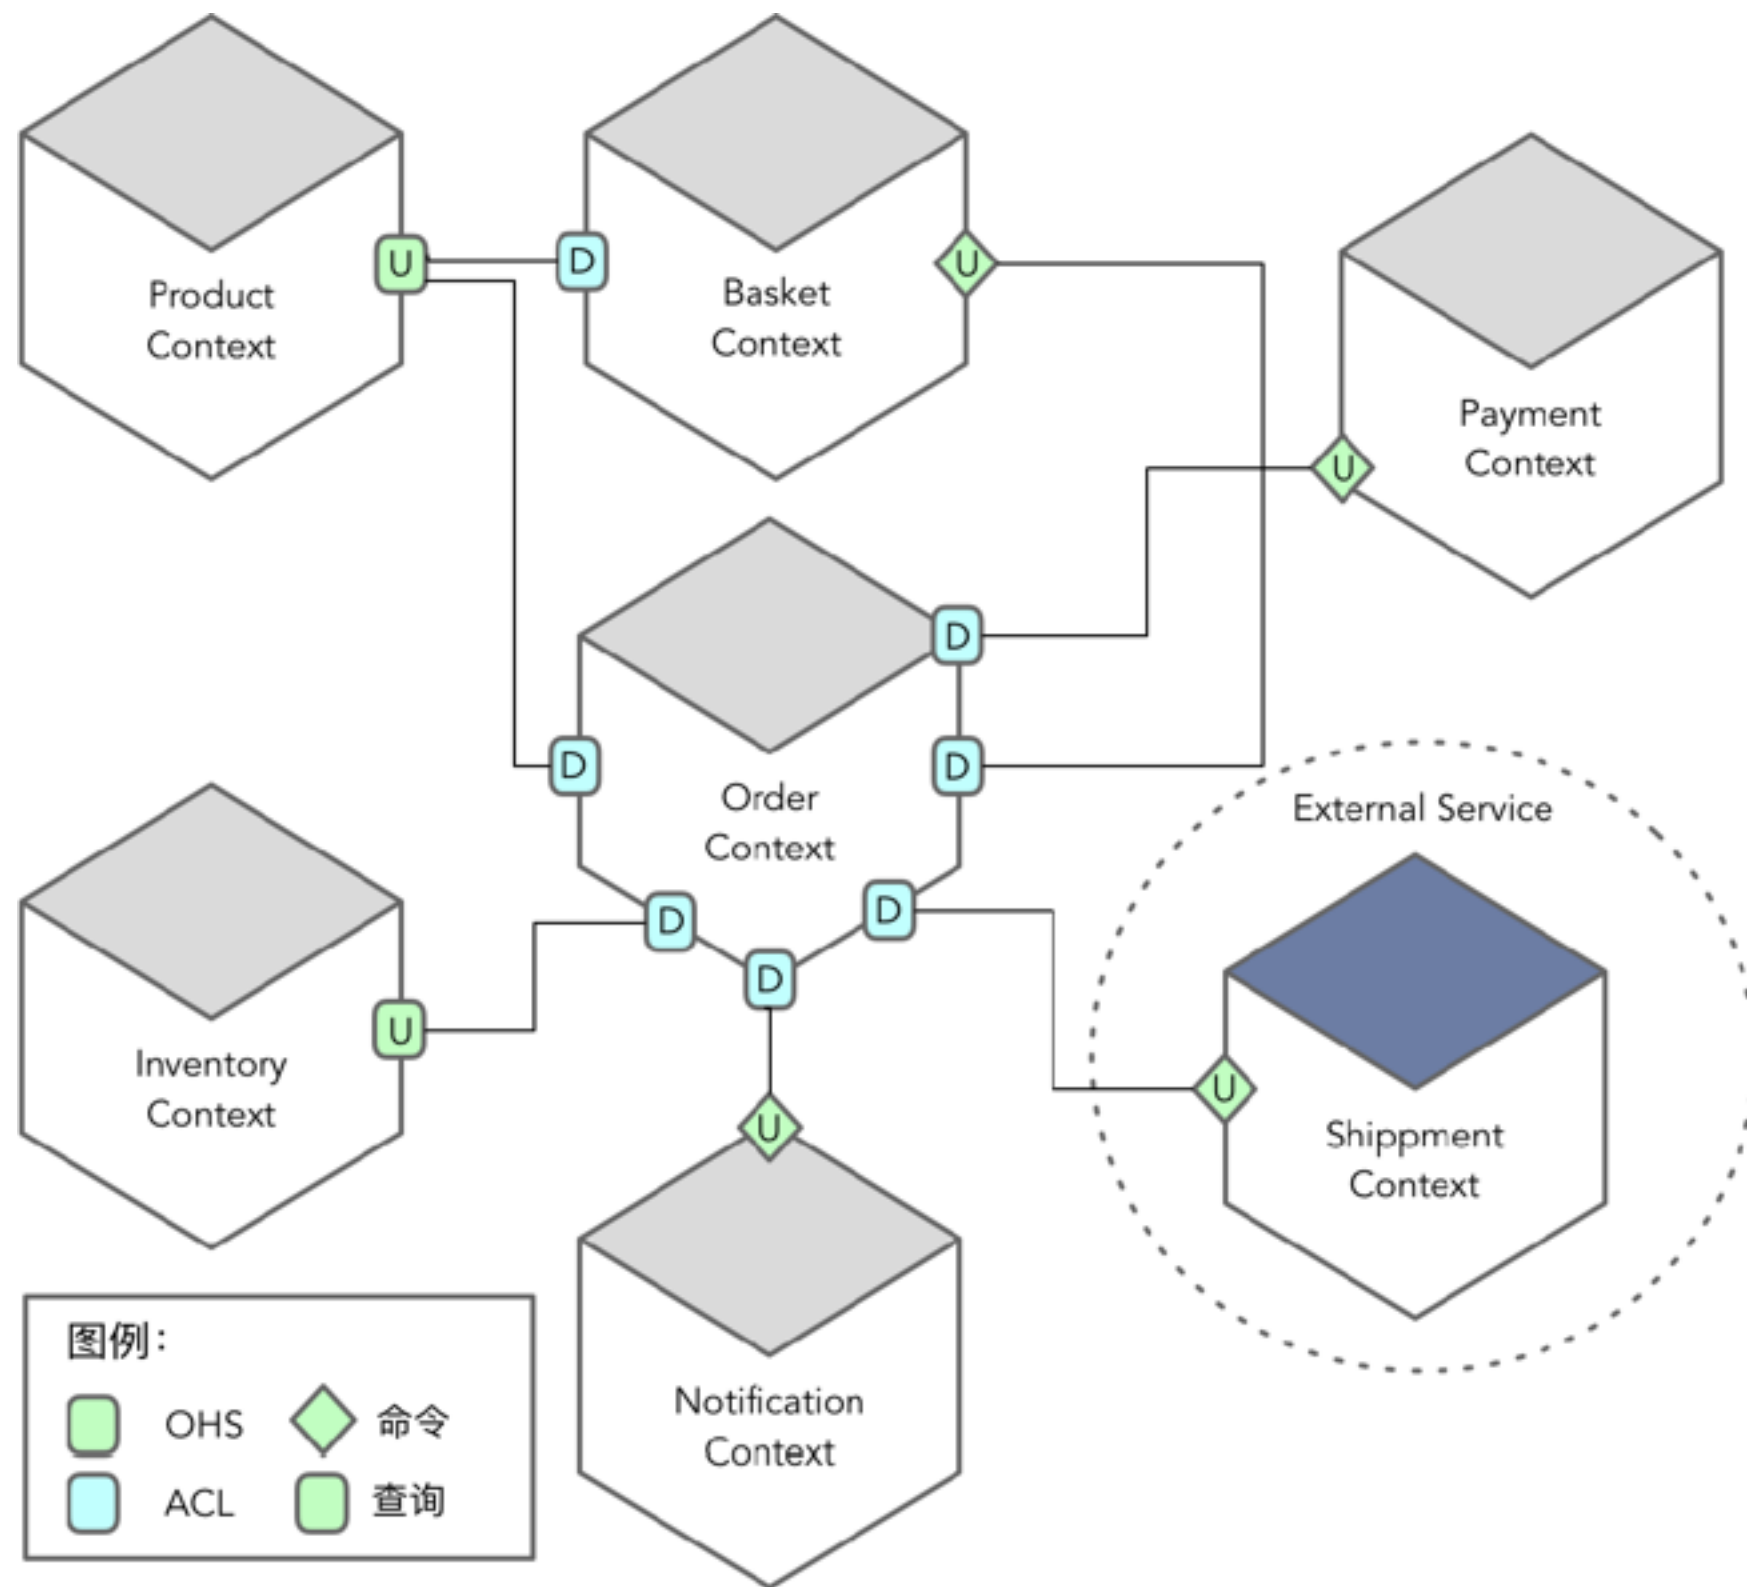 U
D
U
Product
Context
Basket
Context
Payment
Context
U
D
D
D
Order
Context
External Service
D
D
D
U
Inventory
Context
U
U
Shippment
Context
Notification
Context
图例：
OHS 命令
ACL 查询